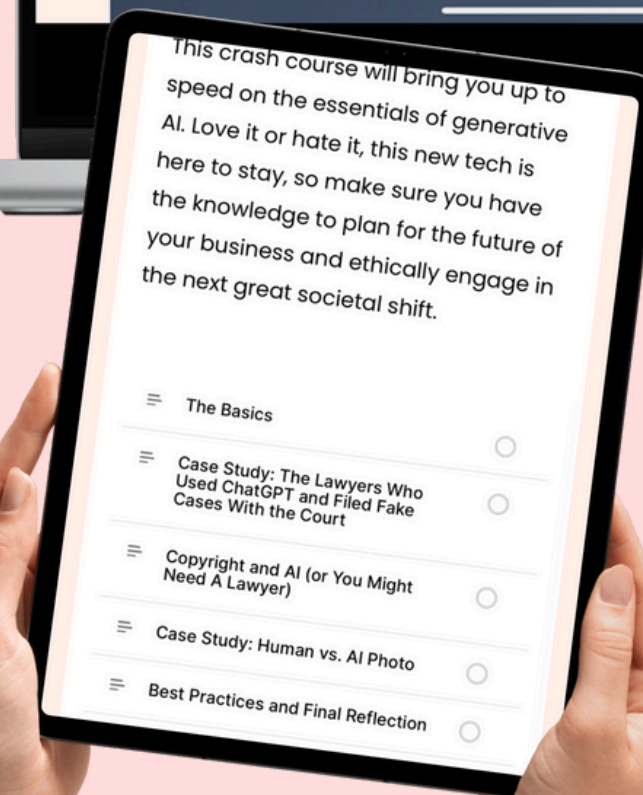 This crash course will bring you up to
speed on the essentials of generative
AI. Love it or hate it, this new tech is
here to stay, so make sure you have
the knowledge to plan for the future of
your business and ethically engage in
the next great societal shift.
The Basics
Case Study: The Lawyers Who
Used ChatGPT and Filed Fake
Cases With the Court
Copyright and AI (or You Might
Need A Lawyer)
Case Study: Human vs. AI Photo
Best Practices and Final Reflection